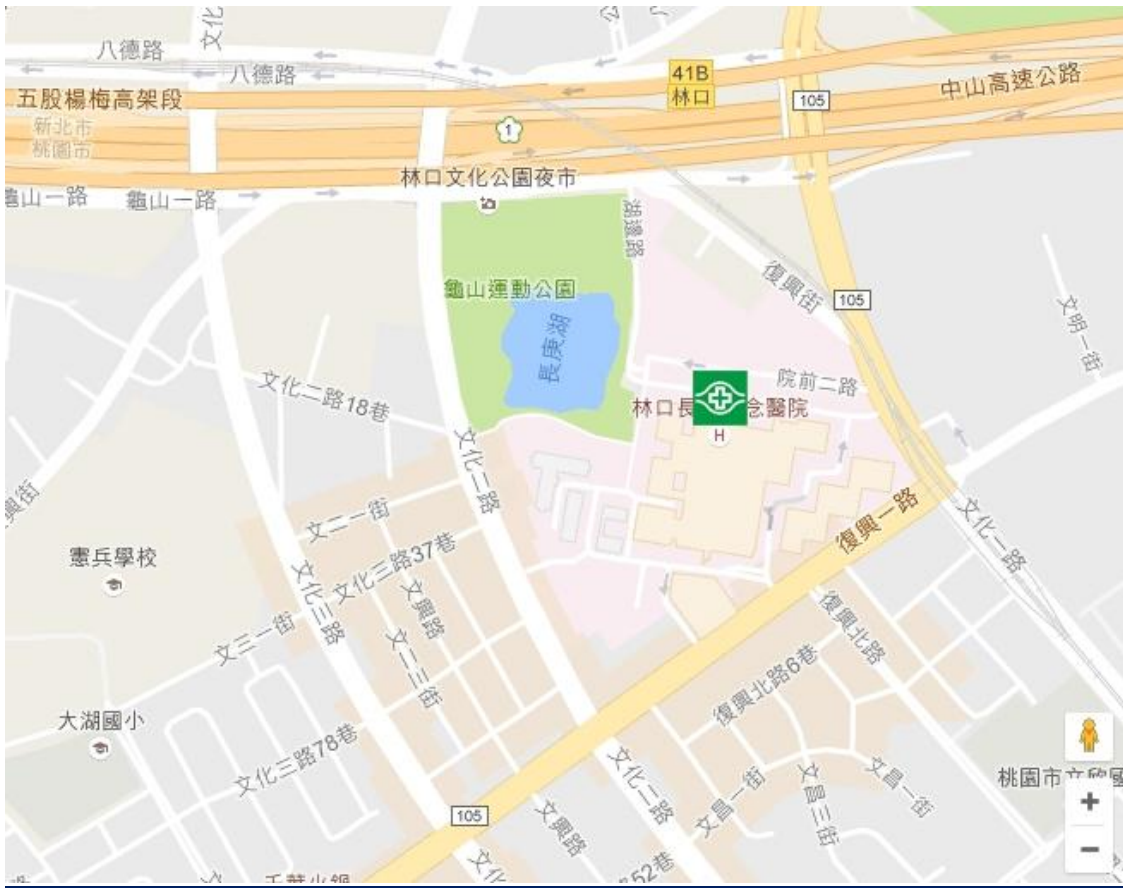 文化
八德路
八德路
41B
林口
中山高速公路
105
五股楊梅高架段
新北市
桃園市
1
林口文化公園夜市
龜山一路
龜山一路
湖邊路
龜山運動公園
長庚湖
復興街
105
文明一街
院前二路
林口長
念醫院
H
文化二路18巷
文化二路
文二一街
興街
憲兵學校
文化三路37巷
文化三路
文興路
文三一街
文二三街
復興一路
文化一路
復興北路
復興北路6巷
大湖國小
文化三路78巷
文化二路
文昌一街
文昌三街
文昌一街
桃園市立
105
文興路
文化
52巷
+
−